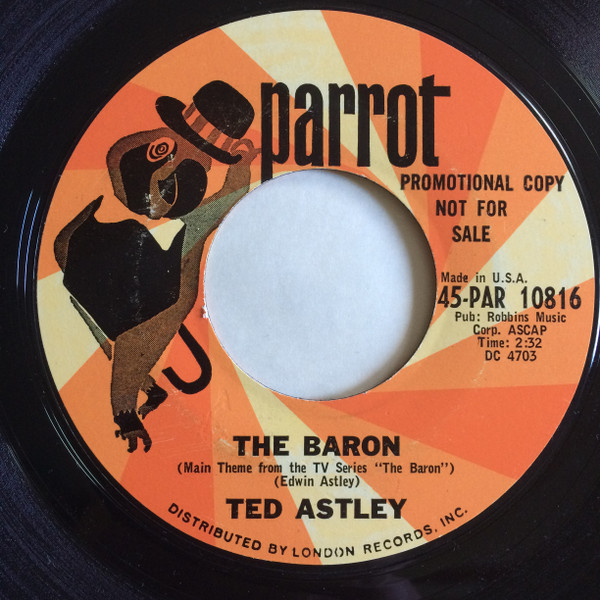 parrot
PROMOTIONAL COPY
NOT FOR
SALE
Made in U.S.A.
45-PAR 10816
Pub: Robbins Music
Corp. ASCAP
Time: 2:32
DC 4703
THE BARON
(Main Theme from the TV Series "The Baron")
(Edwin Astley)
TED ASTLEY
DISTRIBUTED BY LONDON RECORDS, INC.